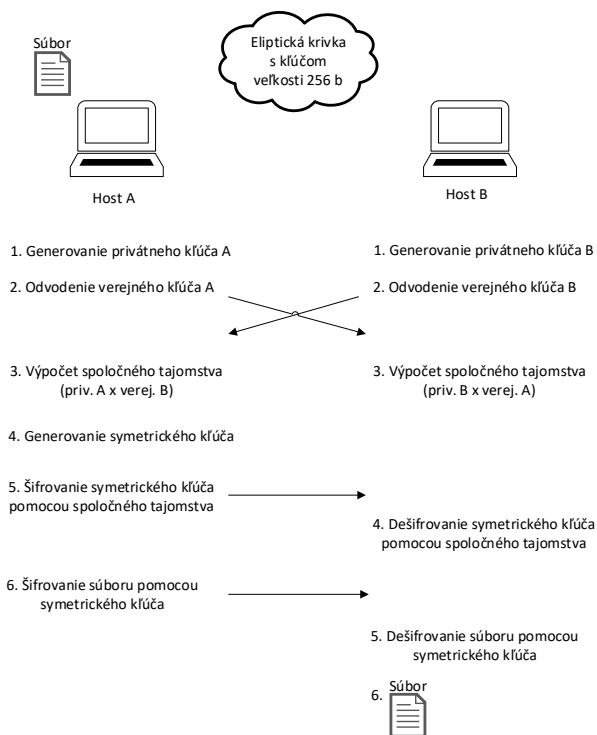 Súbor
Eliptická krivka
s kľúčom
veľkosti 256 b
Host A
Host B
1. Generovanie privátneho kľúča A
1. Generovanie privátneho kľúča B
2. Odvodenie verejného kľúča A
2. Odvodenie verejného kľúča B
3. Výpočet spoločného tajomstva
(priv. A x verej. B)
3. Výpočet spoločného tajomstva
(priv. B x verej. A)
4. Generovanie symetrického kľúča
5. Šifrovanie symetrického kľúča
pomocou spoločného tajomstva
4. Dešifrovanie symetrického kľúča
pomocou spoločného tajomstva
6. Šifrovanie súboru pomocou
symetrického kľúča
5. Dešifrovanie súboru pomocou
symetrického kľúča
6. Súbor